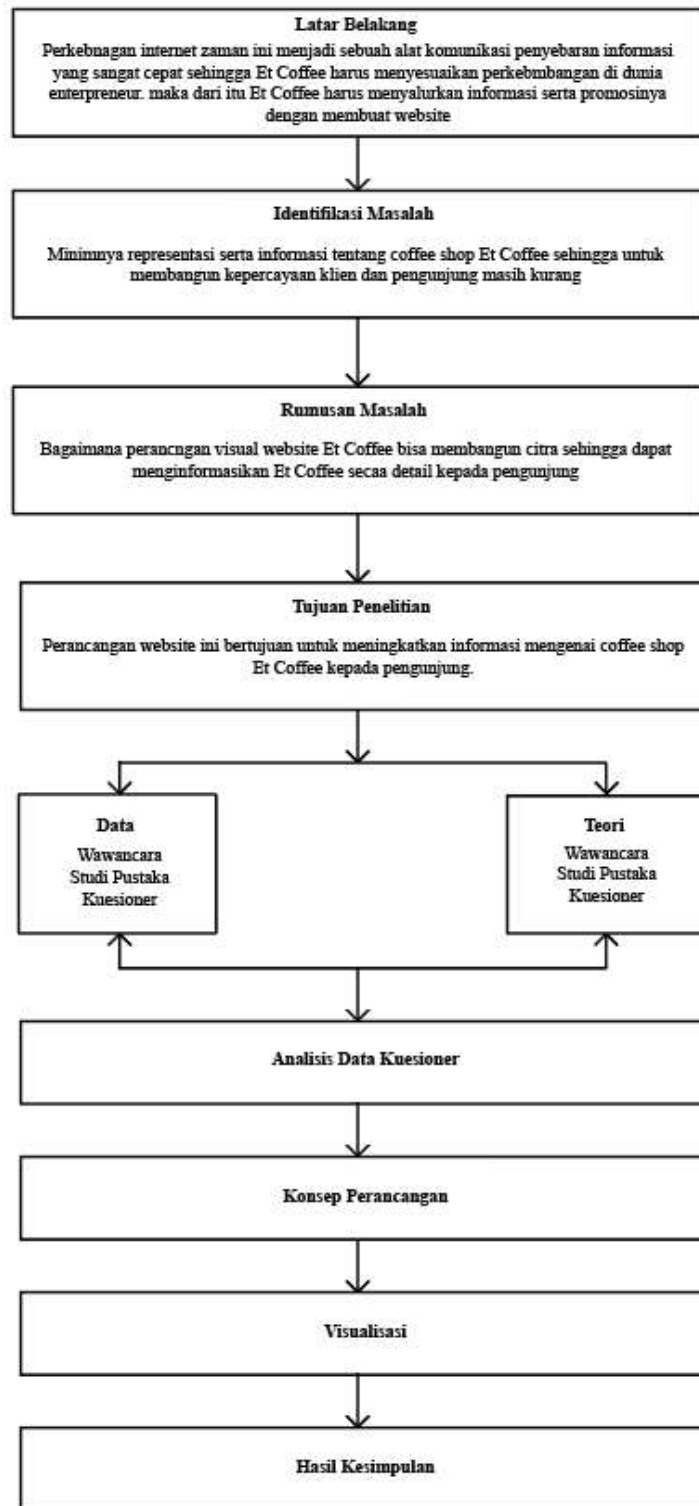 Latar Belakang
Perkebnagan internet zaman ini menjadi sebuah alat komunikasi penyebaran informasi
yang sangat cepat sehingga Et Coffee harus menyesuaikan perkebmbangan di dunia
enterpreneur. maka dari itu Et Coffee harus menyalurkan informasi serta promosinya
dengan membuat website
Identifikasi Masalah
Minimnya representasi serta informasi tentang coffee shop Et Coffee sehingga untuk
membangun kepercayaan klien dan pengunjung masih kurang
Rumusan Masalah
Bagaimana perancngan visual website Et Coffee bisa membangun citra sehingga dapat
menginformasikan Et Coffee secaa detail kepada pengunjung
Tujuan Penelitian
Perancangan website ini bertujuan untuk meningkatkan informasi mengenai coffee shop
Et Coffee kepada pengunjung.
Data
Wawancara
Studi Pustaka
Kuesioner
Teori
Wawancara
Studi Pustaka
Kuesioner
Analisis Data Kuesioner
Konsep Perancangan
Visualisasi
Hasil Kesimpulan